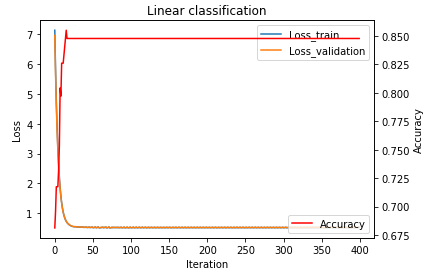 Linear classification
Loss_train
Loss_validation
Accuracy
7
6
5
4
3
2
1
Loss
0.850
0.825
0.800
0.775
0.750
0.725
0.700
0.675
Accuracy
0 50 100 150 200 250 300 350 400
Iteration